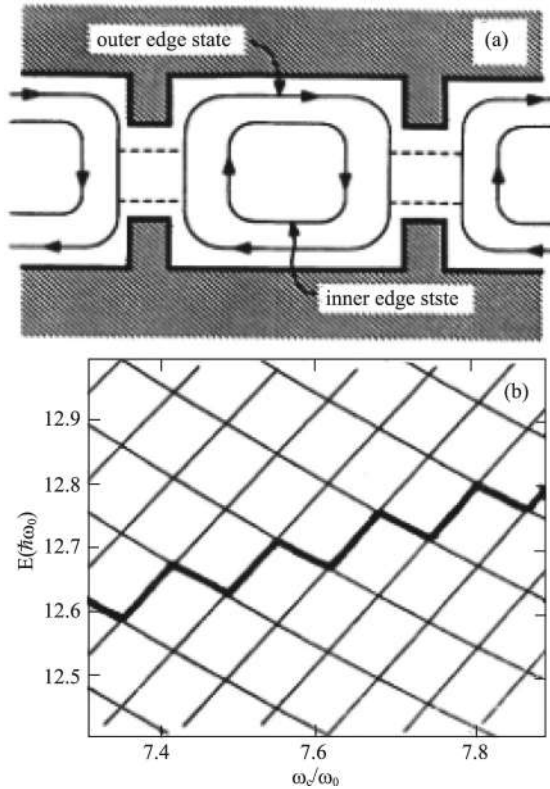 outer edge state
(a)
inner edge stste
(b)
12.9
12.8
12.7
12.6
12.5
E(ℏω₀)
7.4
7.6
7.8
ω_c/ω₀